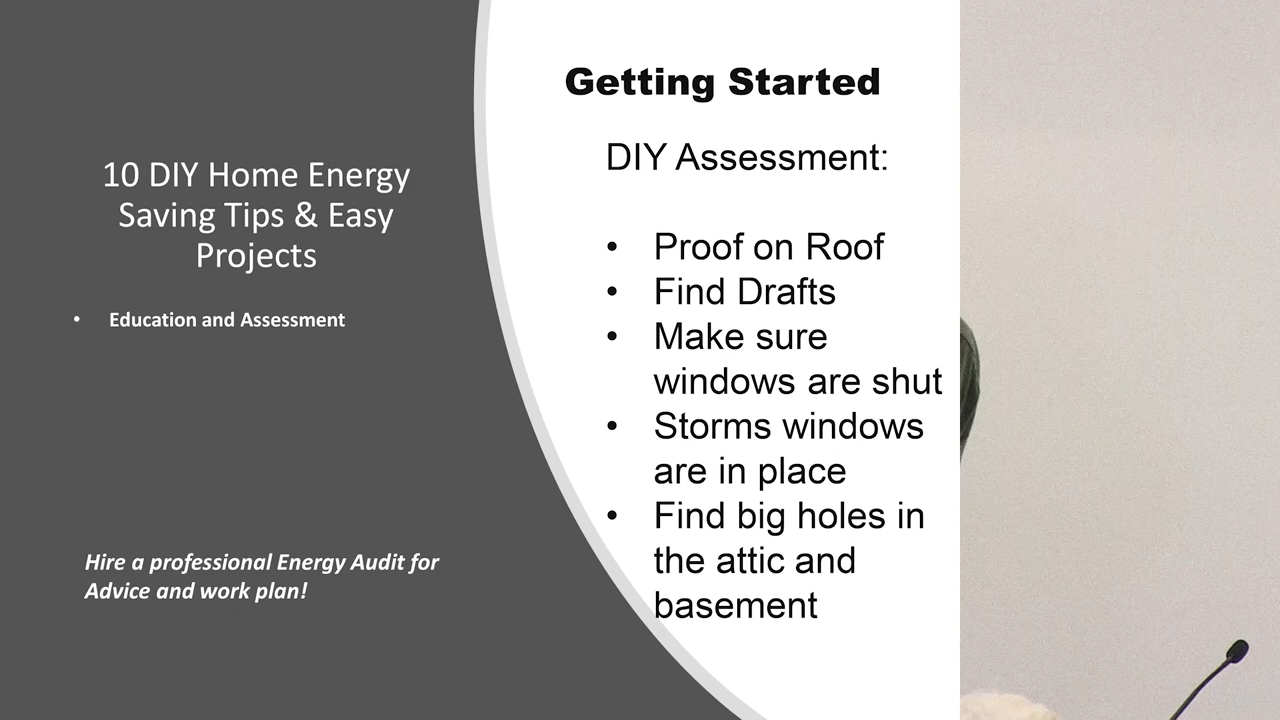 10 DIY Home Energy
Saving Tips & Easy
Projects
• Education and Assessment
Hire a professional Energy Audit for
Advice and work plan!
Getting Started
DIY Assessment:
• Proof on Roof
• Find Drafts
• Make sure
windows are shut
• Storms windows
are in place
• Find big holes in
the attic and
basement